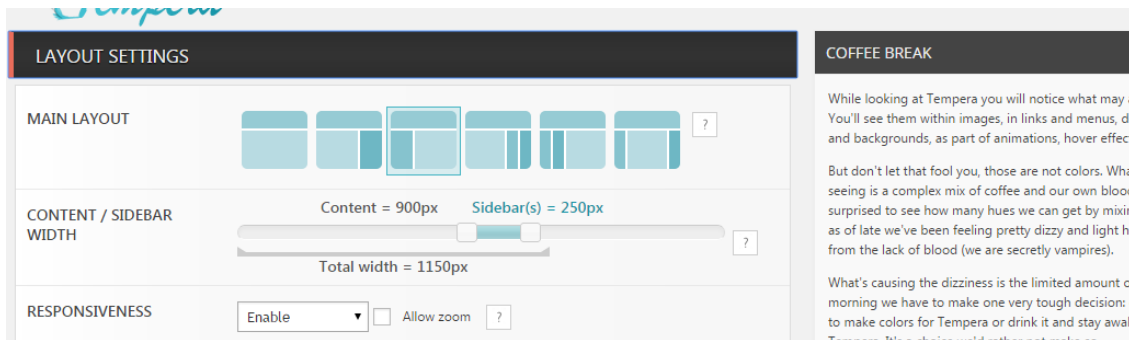 Tempera
LAYOUT SETTINGS
MAIN LAYOUT
?
CONTENT / SIDEBAR
WIDTH
Content = 900px Sidebar(s) = 250px
?
Total width = 1150px
RESPONSIVENESS
Enable
Allow zoom
?
COFFEE BREAK
While looking at Tempera you will notice what may
You'll see them within images, in links and menus,
and backgrounds, as part of animations, hover
But don't let that fool you, those are not colors.
seeing is a complex mix of coffee and our own
surprised to see how many hues we can get by
as of late we've been feeling pretty dizzy and light
from the lack of blood (we are secretly vampires).
What's causing the dizziness is the limited amount
morning we have to make one very tough decision:
to make colors for Tempera or drink it and stay